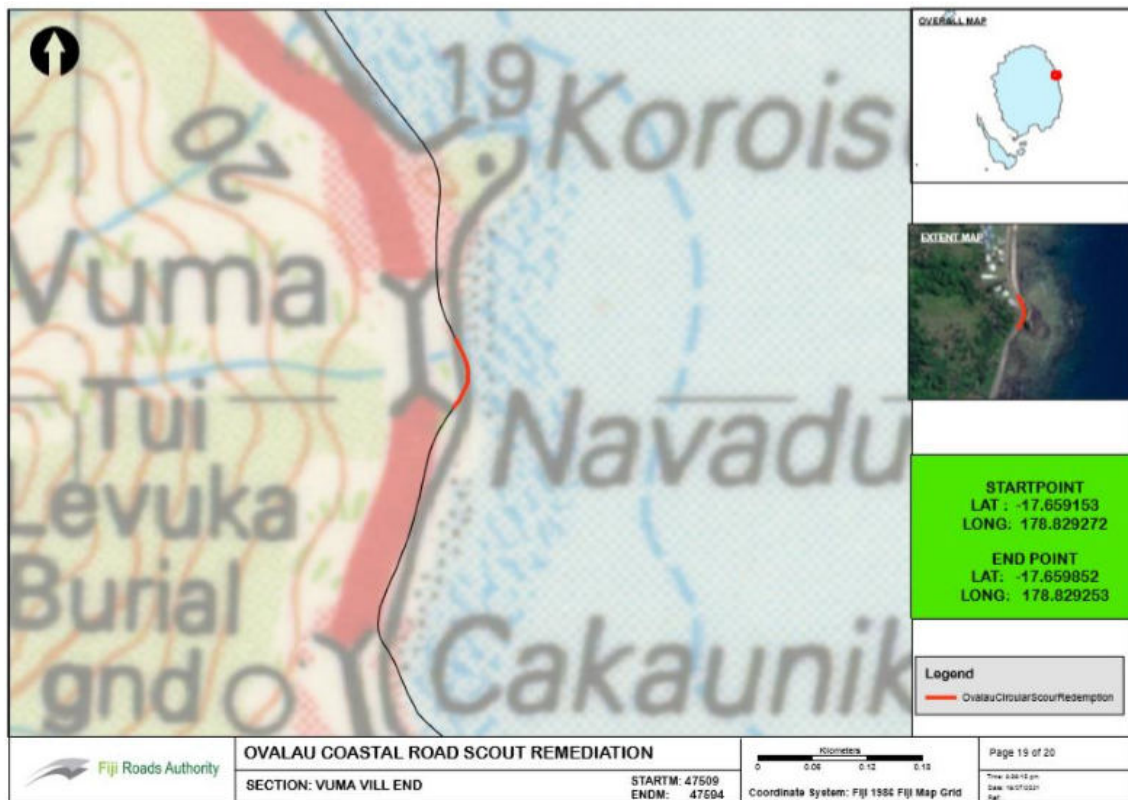 19
Korois
20
Vuma
Tui
Navadu
Levuka
Burial
gnd
Cakaunik
OVERALL MAP
EXTENT MAP
STARTPOINT
LAT : -17.659153
LONG: 178.829272
END POINT
LAT: -17.659852
LONG: 178.829253
Legend
OvalauCircularScourRedemption
Fiji Roads Authority
OVALAU COASTAL ROAD SCOUT REMEDIATION
SECTION: VUMA VILL END
STARTM: 47509
ENDM: 47594
Kilometers
0 0.06 0.12 0.18
Coordinate System: Fiji 1986 Fiji Map Grid
Page 19 of 20
Date:
Ref: